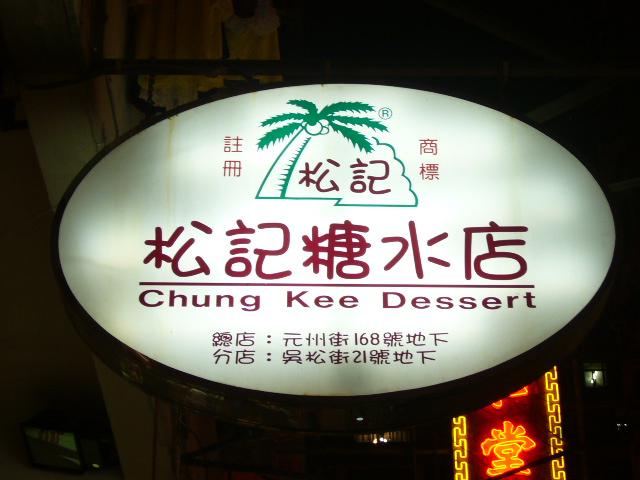 ®
註冊
商標
松記
松記糖水店
Chung Kee Dessert
總店：元州街168號地下
分店：吳松街21號地下
堂